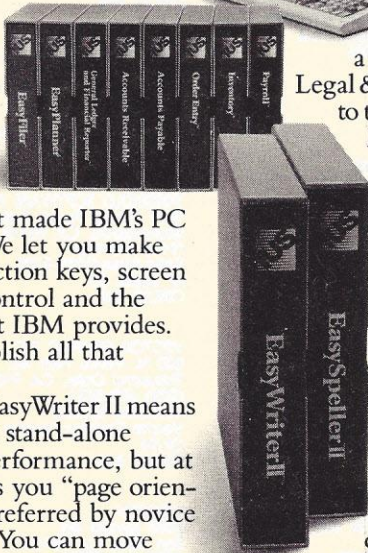 EasyFiler
EasyPlanner
General Ledger
and Financial Reporter
Accounts Receivable
Accounts Payable
Order Entry
Inventory
Payroll
a
Legal &
to t
EasyWriter II
EasySpeller II
t made IBM's PC
We let you make
ction keys, screen
ontrol and the
t IBM provides.
plish all that
asyWriter II means
stand-alone
erformance, but at
s you “page orien-
referred by novice
You can move